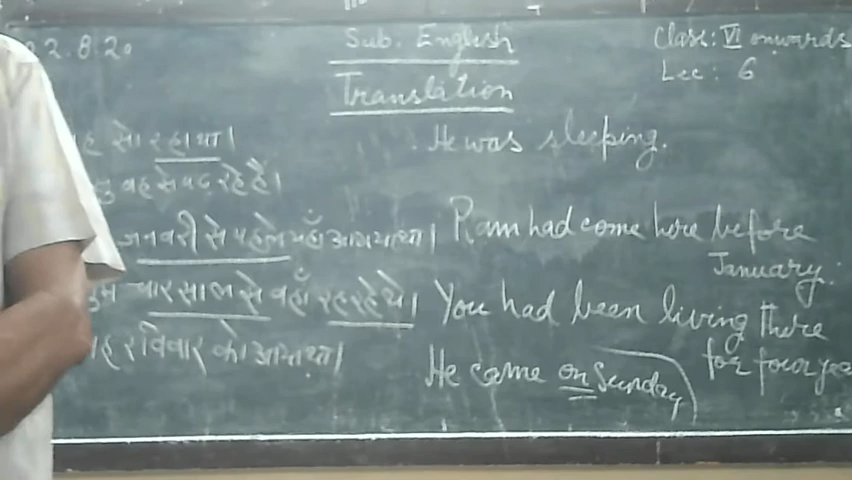 2.8.20
Sub. English
Class: VI onwards
Lec: 6
Translation
सो रहा था।
He was sleeping.
वह से पढ रहे हैं।
जनवरी से पहले यहाँ आ गया था।
Ram had come here before
January.
चार साल से वहाँ रह रहे थे।
You had been living there
for four
रविवार को आया था।
He came on Sunday